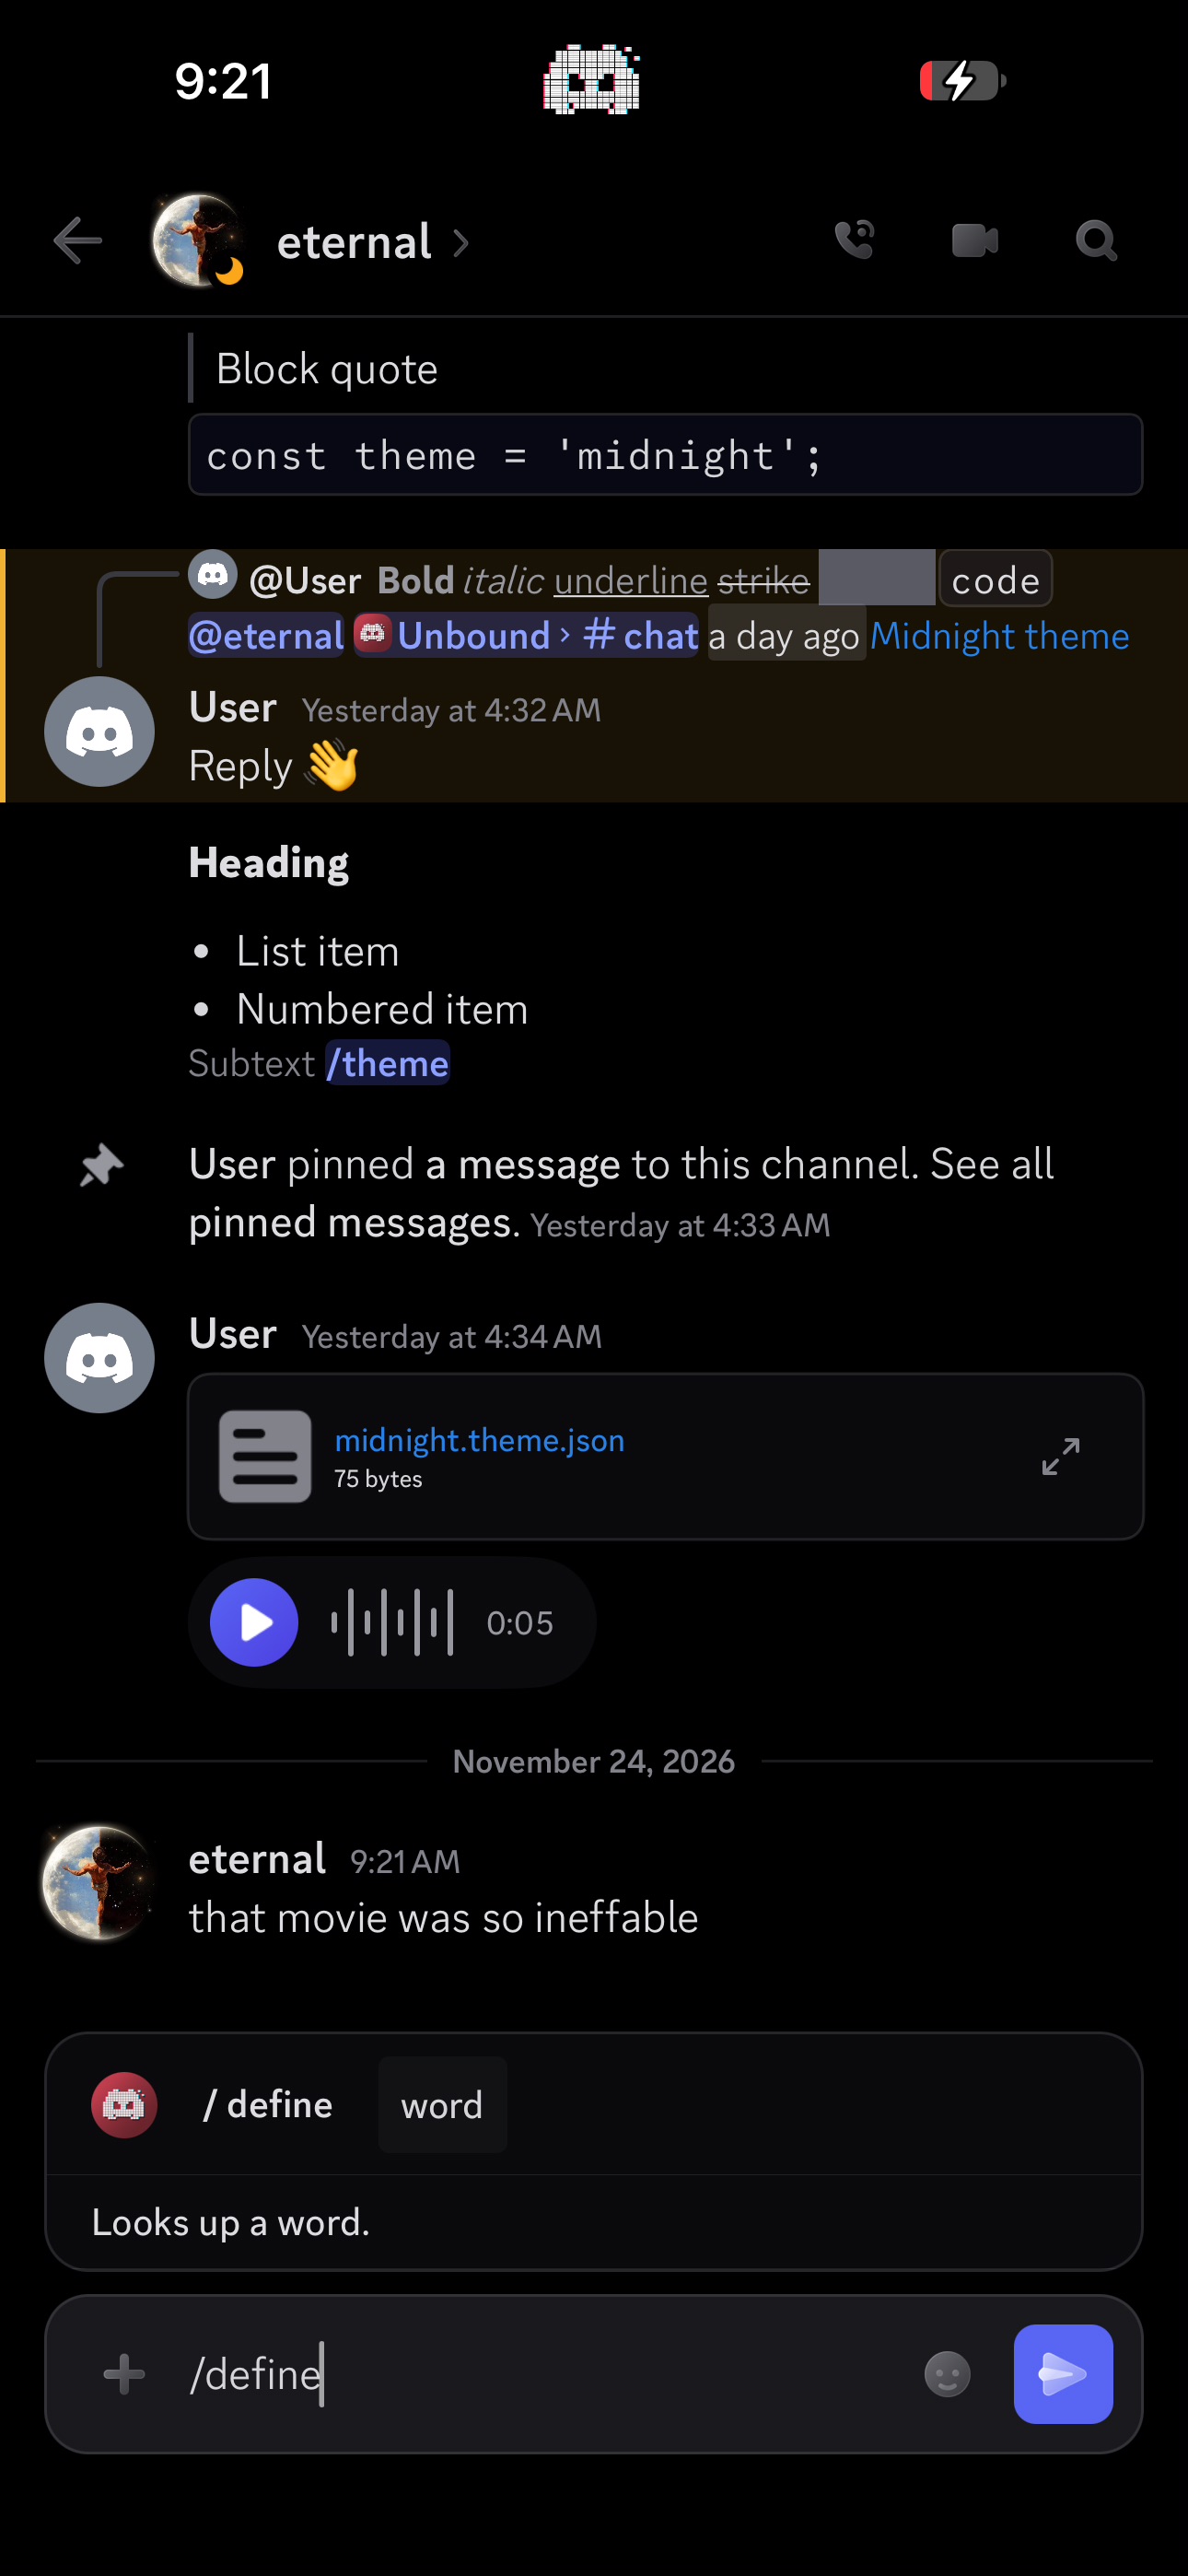 9:21
eternal
Block quote
const theme = 'midnight';
@User Bold italic underline strike code
@eternal Unbound › # chat a day ago Midnight theme
User Yesterday at 4:32 AM
Reply 👋
Heading
• List item
• Numbered item
Subtext /theme
User pinned a message to this channel. See all
pinned messages. Yesterday at 4:33 AM
User Yesterday at 4:34 AM
midnight.theme.json
75 bytes
0:05
November 24, 2026
eternal 9:21 AM
that movie was so ineffable
/ define word
Looks up a word.
/define